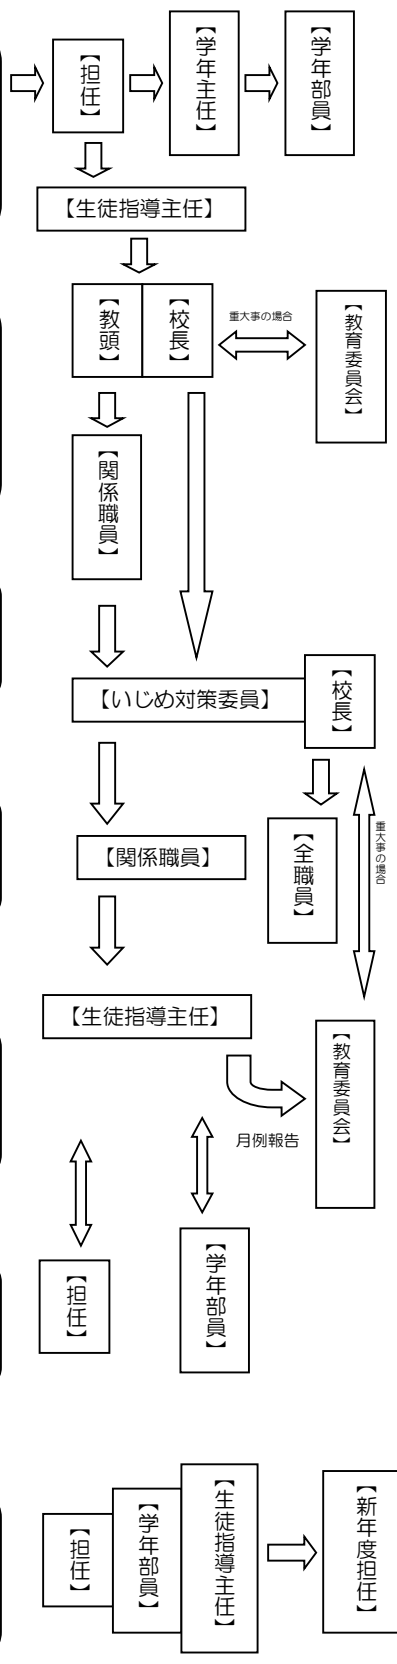 【担任】
【学年主任】
【学年部員】
【生徒指導主任】
【教頭】
【校長】
重大事の場合
【教育委員会】
【関係職員】
【いじめ対策委員】
【校長】
【関係職員】
【全職員】
重大事の場合
【生徒指導主任】
【教育委員会】
月例報告
【担任】
【学年部員】
【担任】
【学年部員】
【生徒指導主任】
【新年度担任】